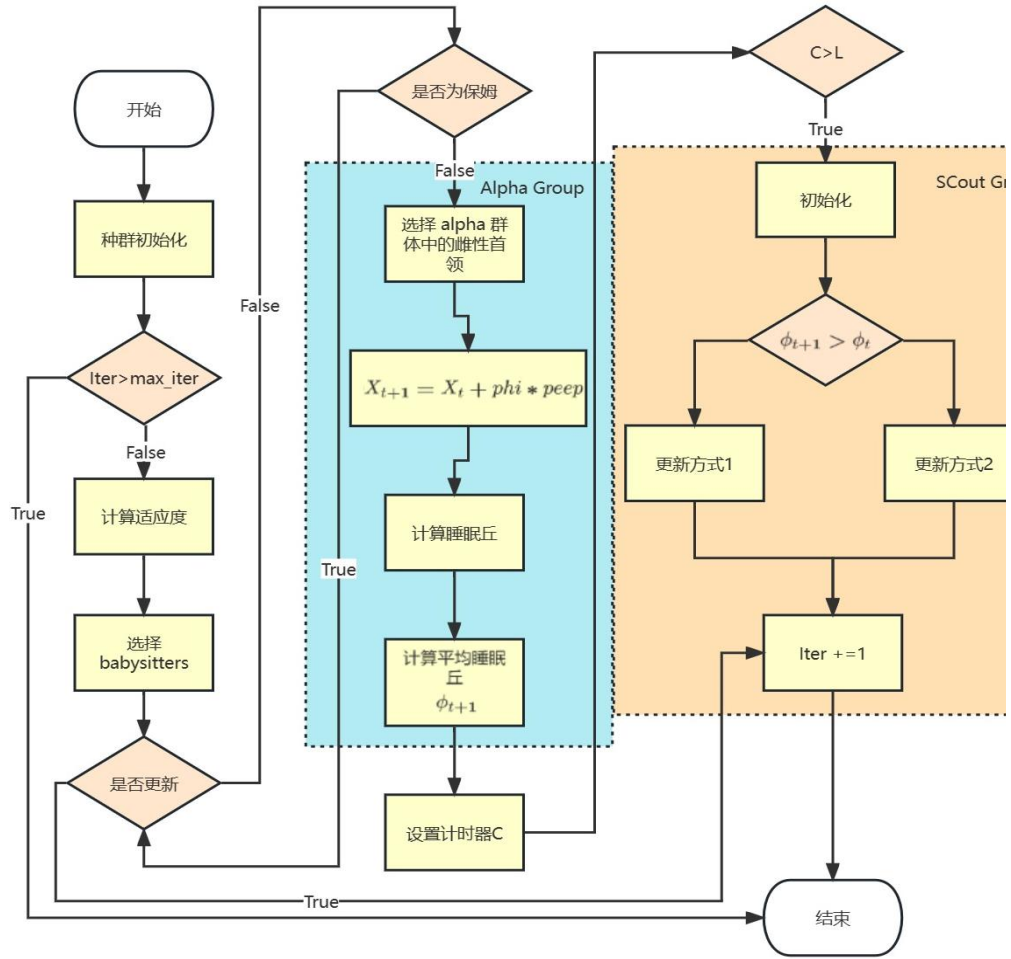 开始
种群初始化
Iter>max_iter
True
False
计算适应度
选择
babysitters
是否更新
False
True
是否为保姆
True
False
Alpha Group
选择 alpha 群
体中的雌性首
领
X_{t+1} = X_t + phi * peep
计算睡眠丘
计算平均睡眠
丘
ϕ_{t+1}
设置计时器C
C>L
True
SCout Gr
初始化
ϕ_{t+1} > ϕ_t
更新方式1
更新方式2
Iter +=1
结束